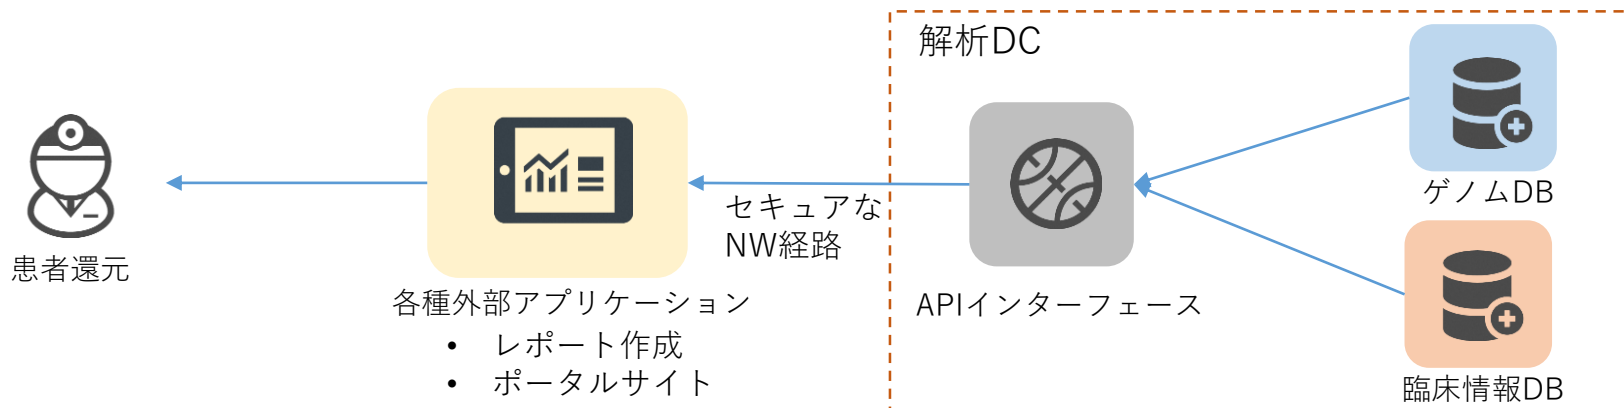 解析DC
ゲノムDB
セキュアな
NW経路
患者還元
各種外部アプリケーション
• レポート作成
• ポータルサイト
APIインターフェース
臨床情報DB